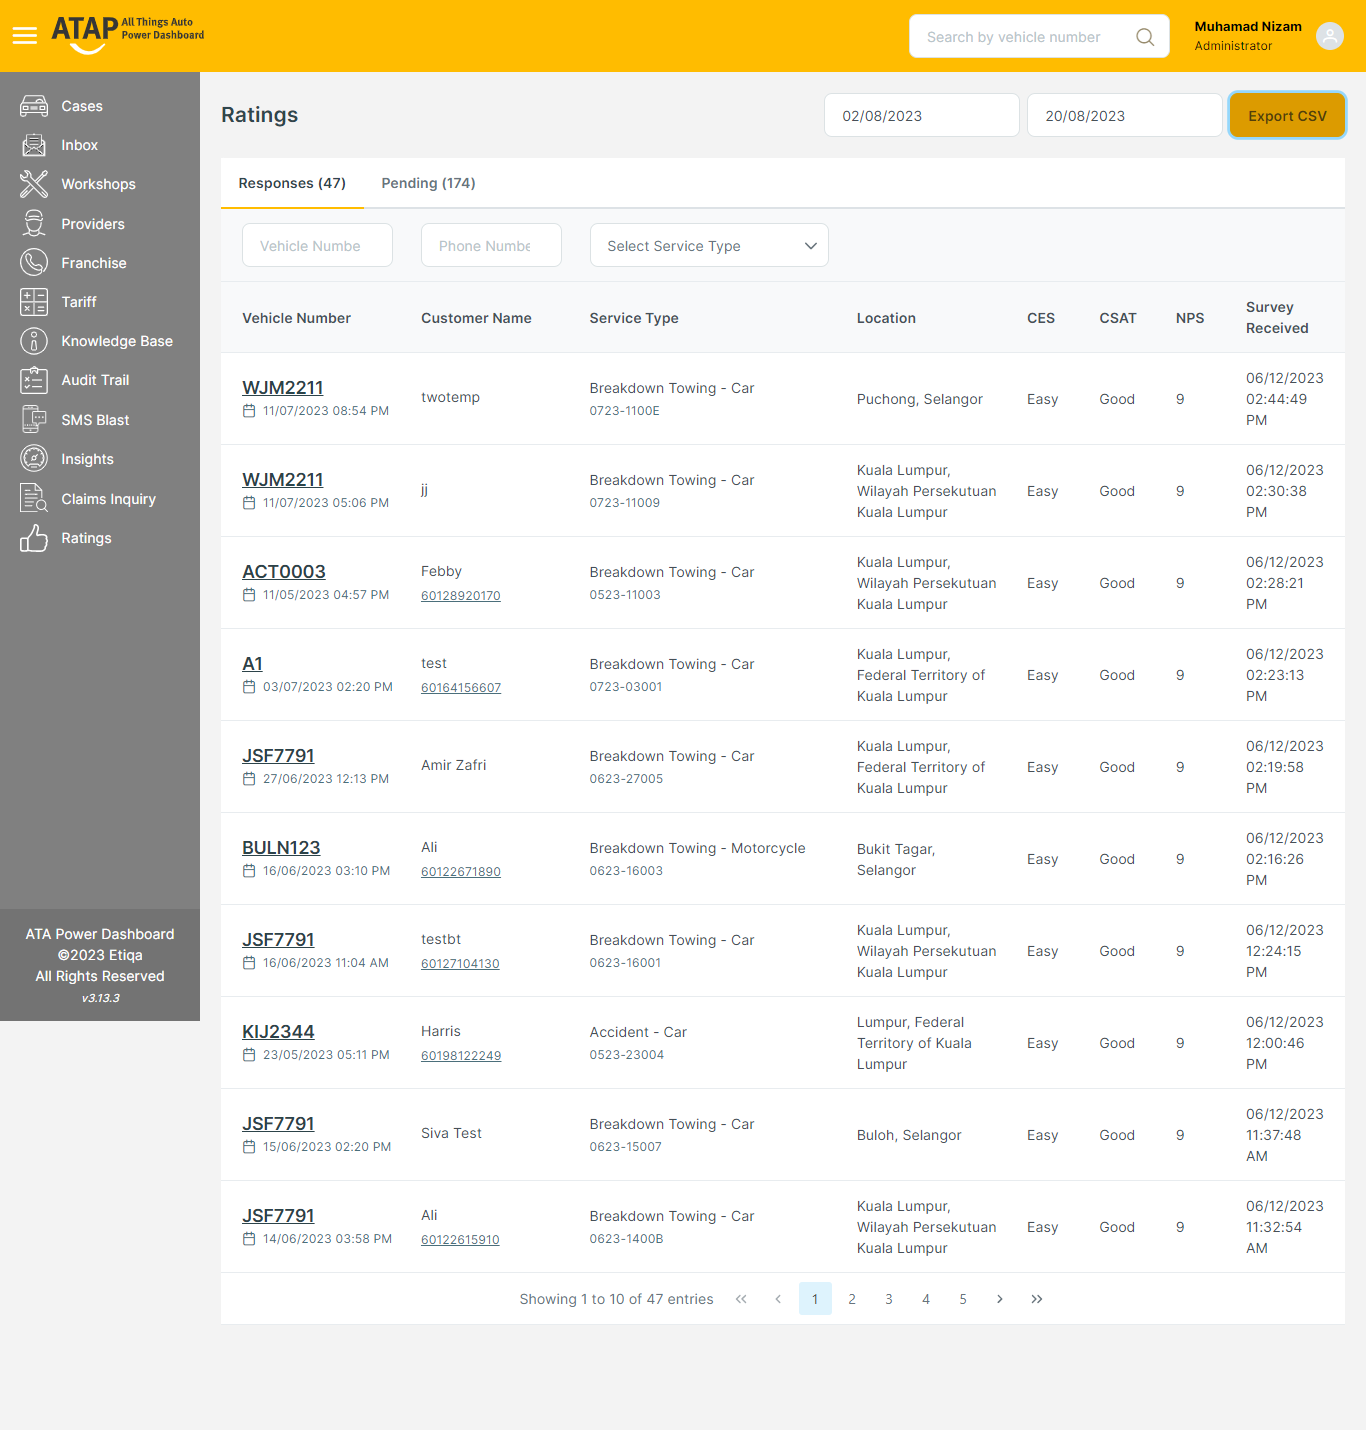 ATAP All Things Auto
Power Dashboard
Search by vehicle number
Muhamad Nizam
Administrator
Cases
Inbox
Workshops
Providers
Franchise
Tariff
Knowledge Base
Audit Trail
SMS Blast
Insights
Claims Inquiry
Ratings
ATA Power Dashboard
©2023 Etiqa
All Rights Reserved
v3.13.3
Ratings
02/08/2023
20/08/2023
Export CSV
Responses (47)
Pending (174)
Vehicle Numbe
Phone Numbe
Select Service Type
Vehicle Number
Customer Name
Service Type
Location
CES
CSAT
NPS
Survey
Received
WJM2211
11/07/2023 08:54 PM
twotemp
Breakdown Towing - Car
0723-1100E
Puchong, Selangor
Easy
Good
9
06/12/2023
02:44:49
PM
WJM2211
11/07/2023 05:06 PM
jj
Breakdown Towing - Car
0723-11009
Kuala Lumpur,
Wilayah Persekutuan
Kuala Lumpur
Easy
Good
9
06/12/2023
02:30:38
PM
ACT0003
11/05/2023 04:57 PM
Febby
60128920170
Breakdown Towing - Car
0523-11003
Kuala Lumpur,
Wilayah Persekutuan
Kuala Lumpur
Easy
Good
9
06/12/2023
02:28:21
PM
A1
03/07/2023 02:20 PM
test
60164156607
Breakdown Towing - Car
0723-03001
Kuala Lumpur,
Federal Territory of
Kuala Lumpur
Easy
Good
9
06/12/2023
02:23:13
PM
JSF7791
27/06/2023 12:13 PM
Amir Zafri
Breakdown Towing - Car
0623-27005
Kuala Lumpur,
Federal Territory of
Kuala Lumpur
Easy
Good
9
06/12/2023
02:19:58
PM
BULN123
16/06/2023 03:10 PM
Ali
60122671890
Breakdown Towing - Motorcycle
0623-16003
Bukit Tagar,
Selangor
Easy
Good
9
06/12/2023
02:16:26
PM
JSF7791
16/06/2023 11:04 AM
testbt
60127104130
Breakdown Towing - Car
0623-16001
Kuala Lumpur,
Wilayah Persekutuan
Kuala Lumpur
Easy
Good
9
06/12/2023
12:24:15
PM
KIJ2344
23/05/2023 05:11 PM
Harris
60198122249
Accident - Car
0523-23004
Lumpur, Federal
Territory of Kuala
Lumpur
Easy
Good
9
06/12/2023
12:00:46
PM
JSF7791
15/06/2023 02:20 PM
Siva Test
Breakdown Towing - Car
0623-15007
Buloh, Selangor
Easy
Good
9
06/12/2023
11:37:48
AM
JSF7791
14/06/2023 03:58 PM
Ali
60122615910
Breakdown Towing - Car
0623-1400B
Kuala Lumpur,
Wilayah Persekutuan
Kuala Lumpur
Easy
Good
9
06/12/2023
11:32:54
AM
Showing 1 to 10 of 47 entries
1
2
3
4
5